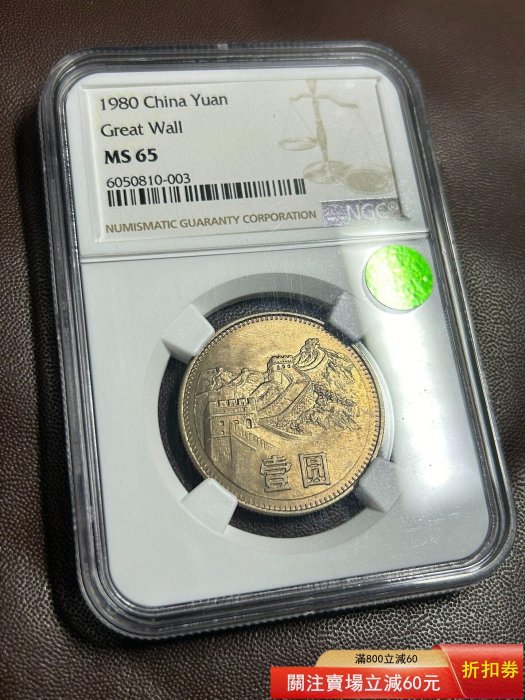 1980 China Yuan
Great Wall
MS 65
6050810-003
NUMISMATIC GUARANTY CORPORATION
NGC®
壹圆
滿800立減60
關注賣場立減60元
折扣券